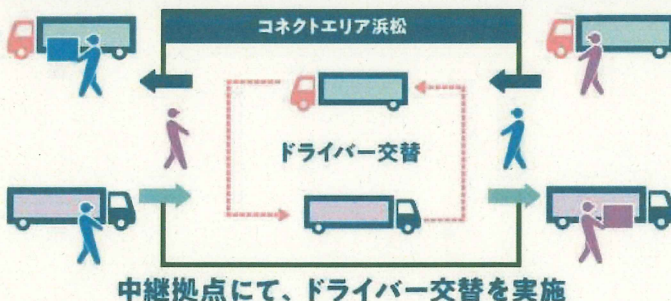 コネクトエリア浜松
ドライバー交替
中継拠点にて、ドライバー交替を実施